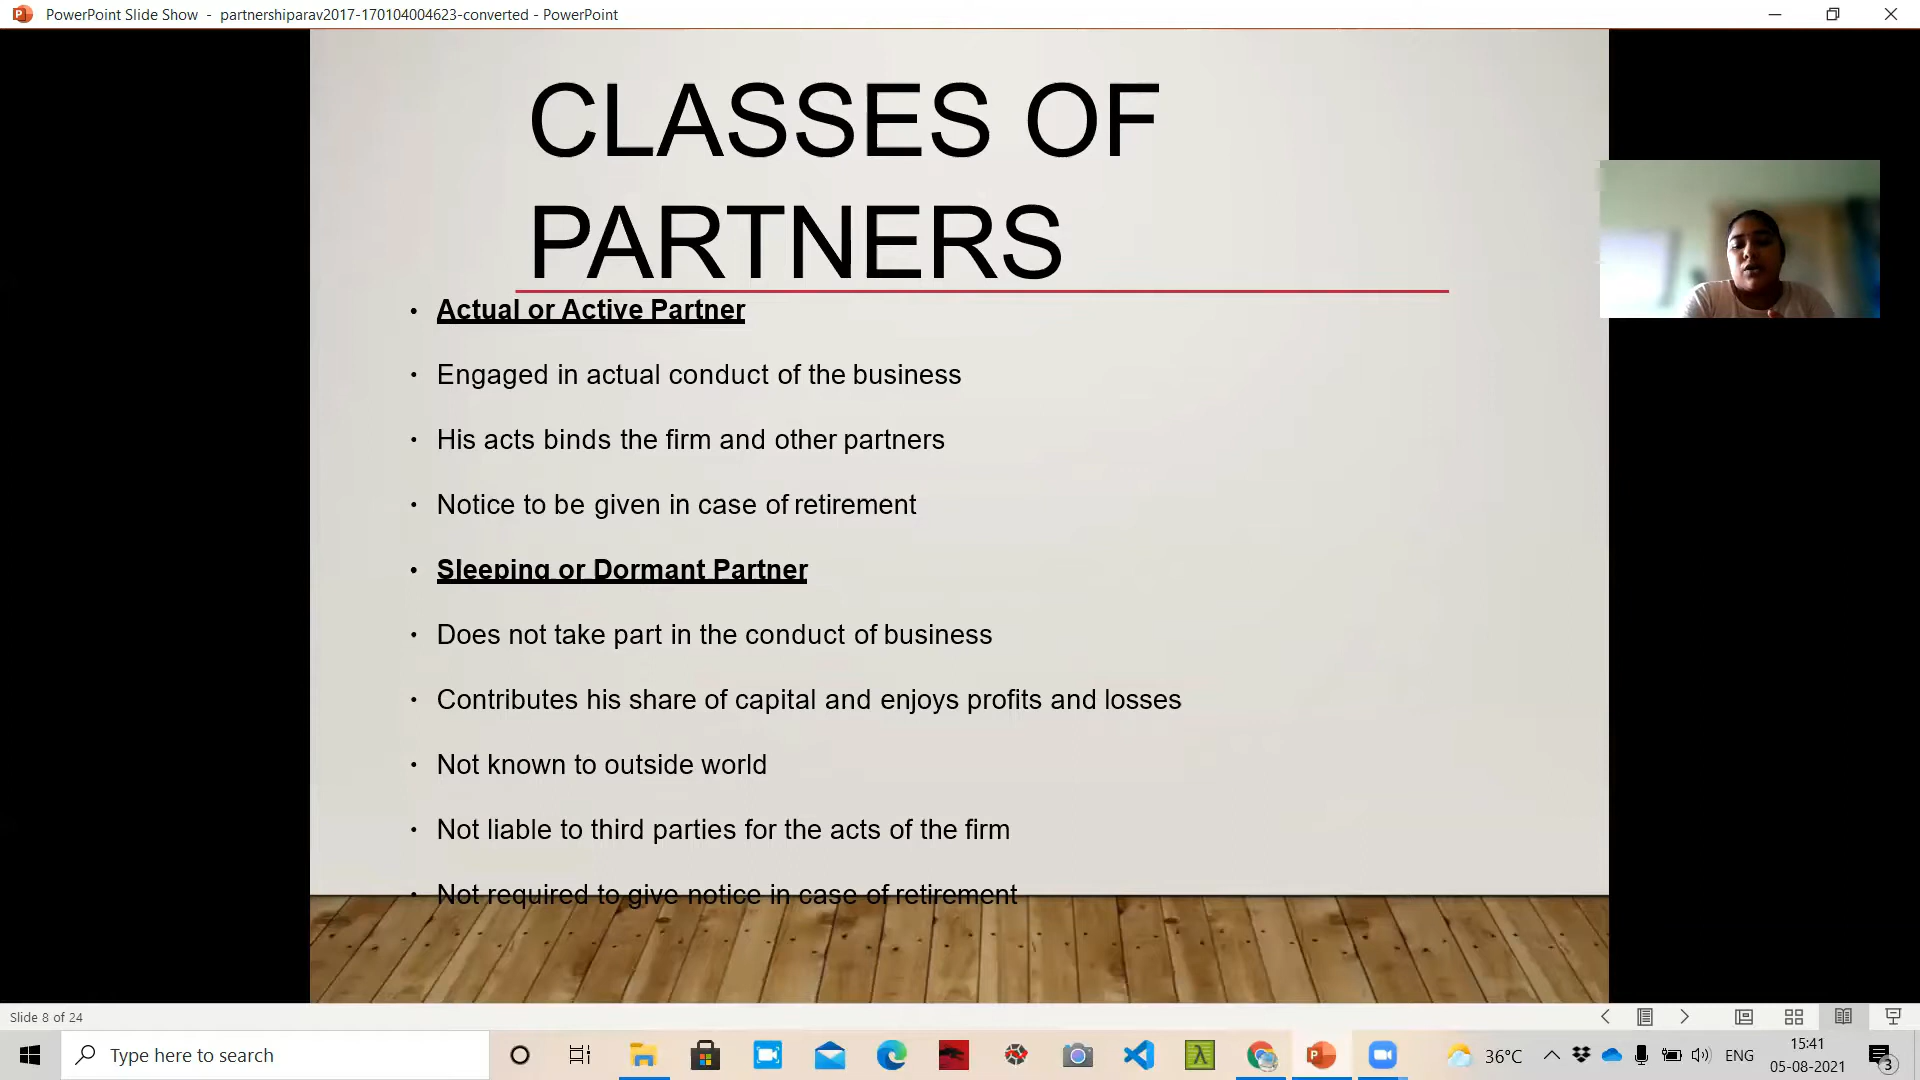 PowerPoint Slide Show - partnershiparav2017-170104004623-converted - PowerPoint
CLASSES OF
PARTNERS
• Actual or Active Partner
• Engaged in actual conduct of the business
• His acts binds the firm and other partners
• Notice to be given in case of retirement
• Sleeping or Dormant Partner
• Does not take part in the conduct of business
• Contributes his share of capital and enjoys profits and losses
• Not known to outside world
• Not liable to third parties for the acts of the firm
• Not required to give notice in case of retirement
Slide 8 of 24
Type here to search
36°C
ENG
15:41
05-08-2021
3